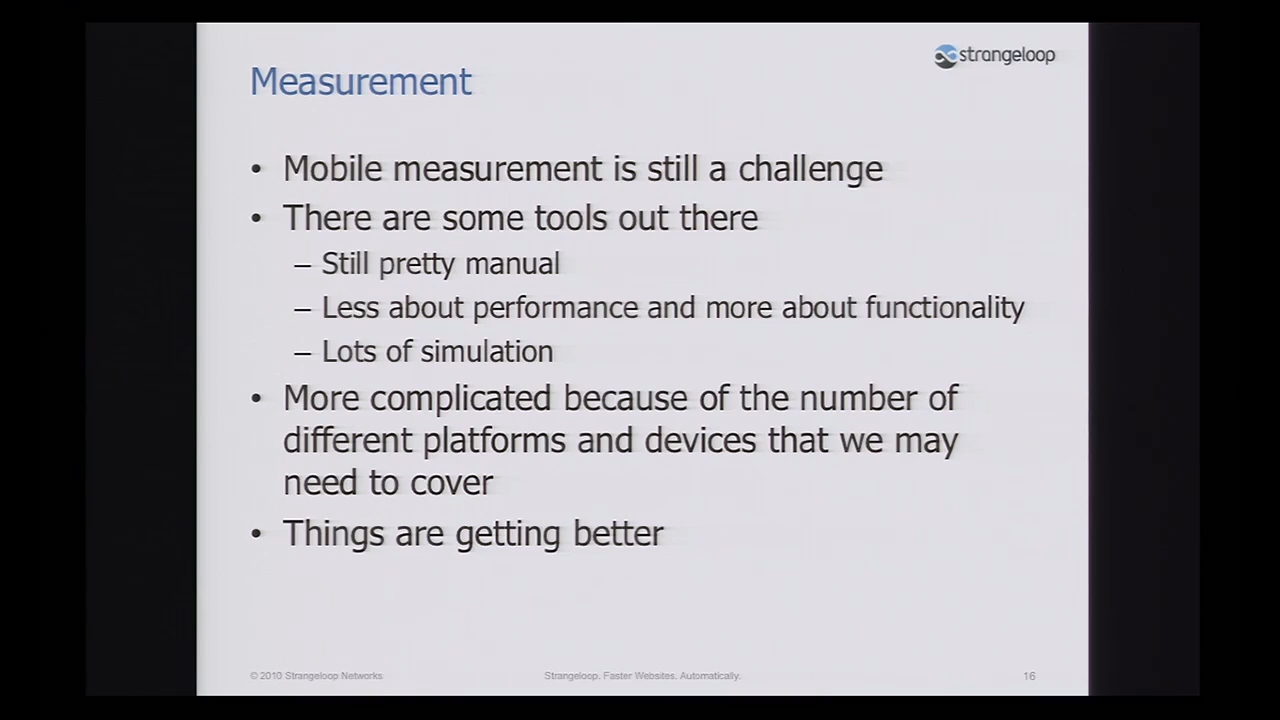 strangeloop
Measurement
• Mobile measurement is still a challenge
• There are some tools out there
– Still pretty manual
– Less about performance and more about functionality
– Lots of simulation
• More complicated because of the number of
different platforms and devices that we may
need to cover
• Things are getting better
© 2010 Strangeloop Networks
Strangeloop. Faster Websites. Automatically.
16